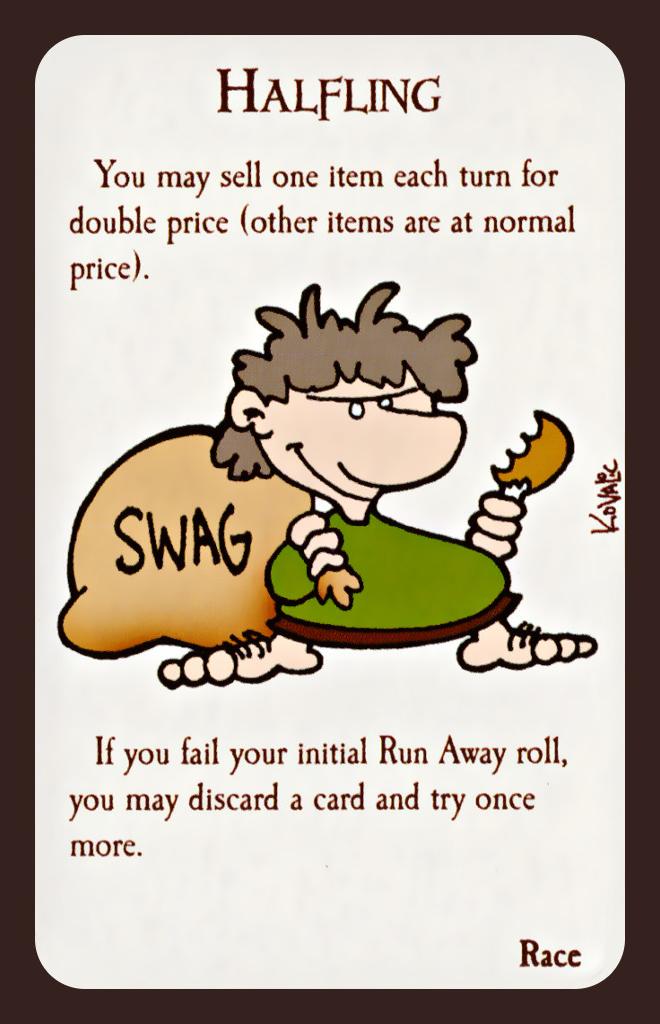 HALFLING
You may sell one item each turn for
double price (other items are at normal
price).
SWAG
KOVALIC
If you fail your initial Run Away roll,
you may discard a card and try once
more.
Race